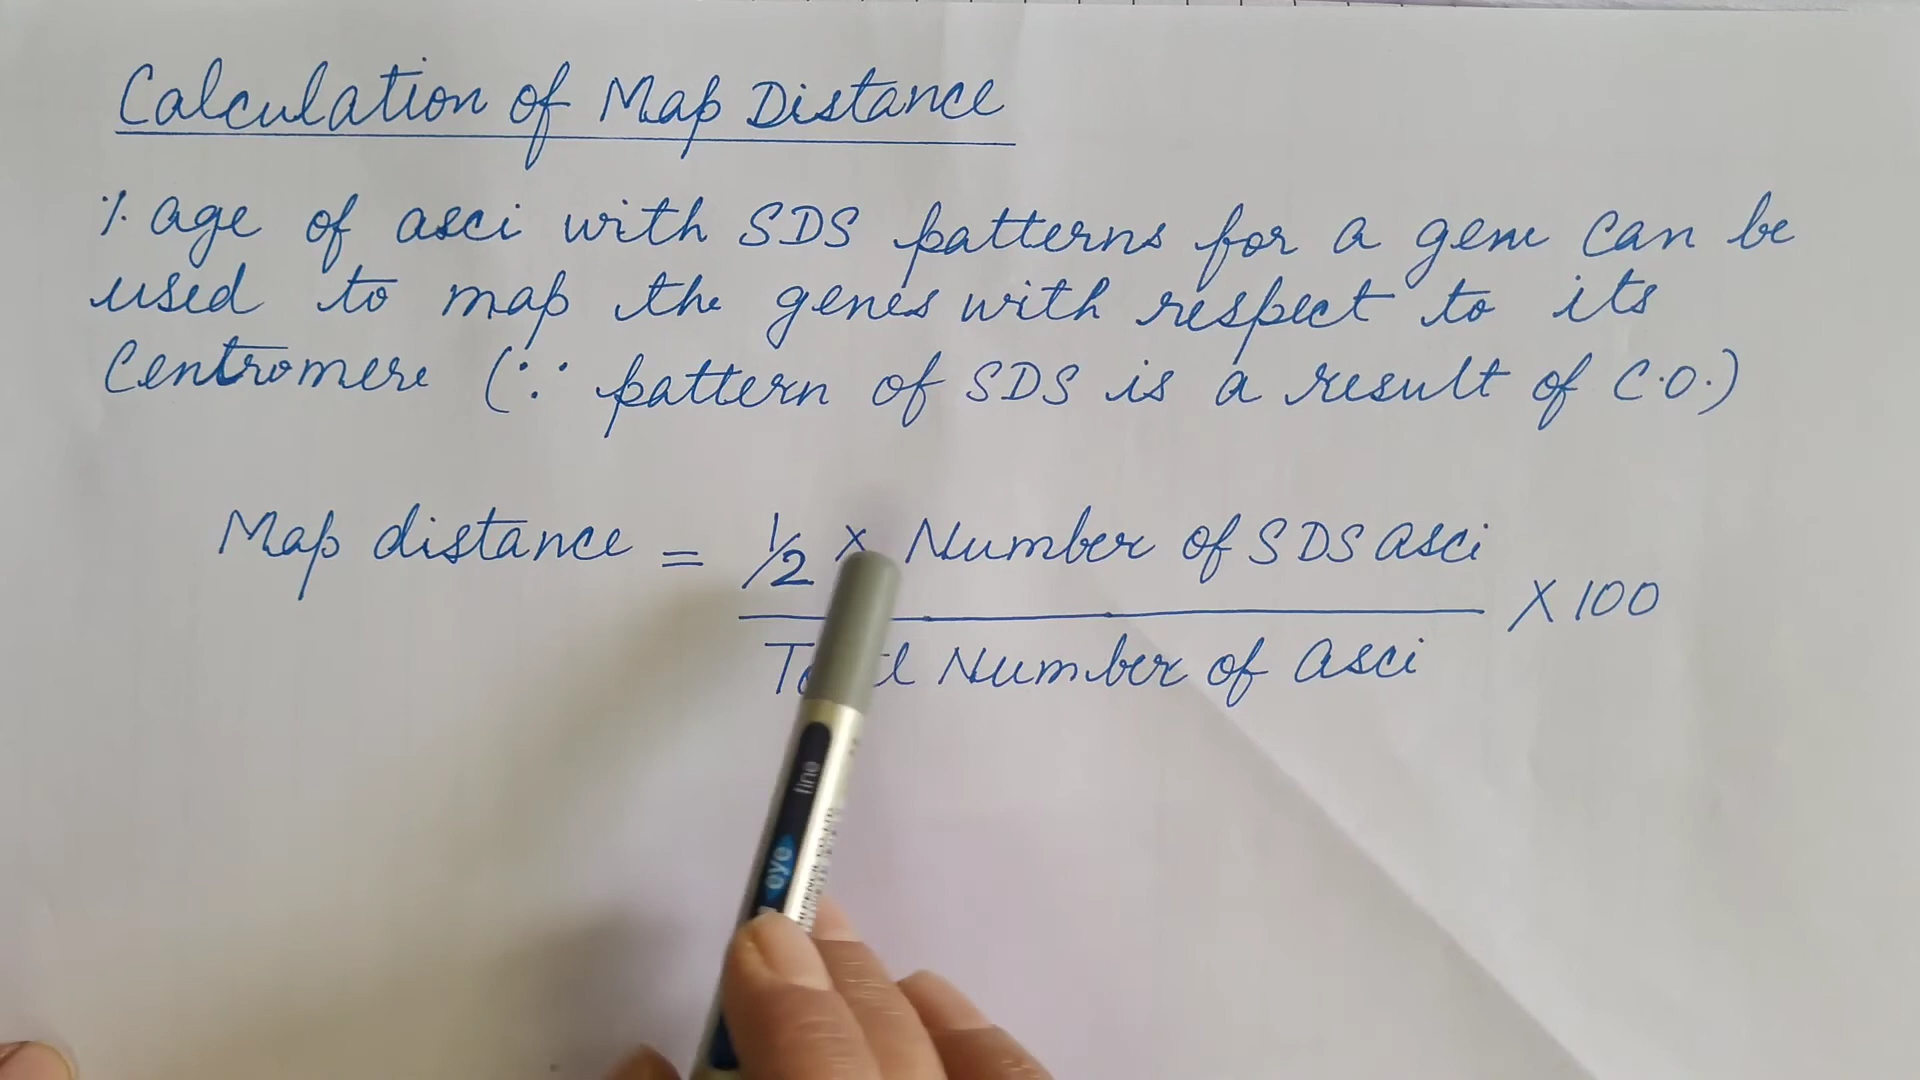 Calculation of Map Distance
%age of asci with SDS patterns for a gene can be
used to map the genes with respect to its
Centromere (∵ pattern of SDS is a result of C.O.)
Map distance = 1/2 × Number of SDS asci
× 100
Number of asci
fine
eye